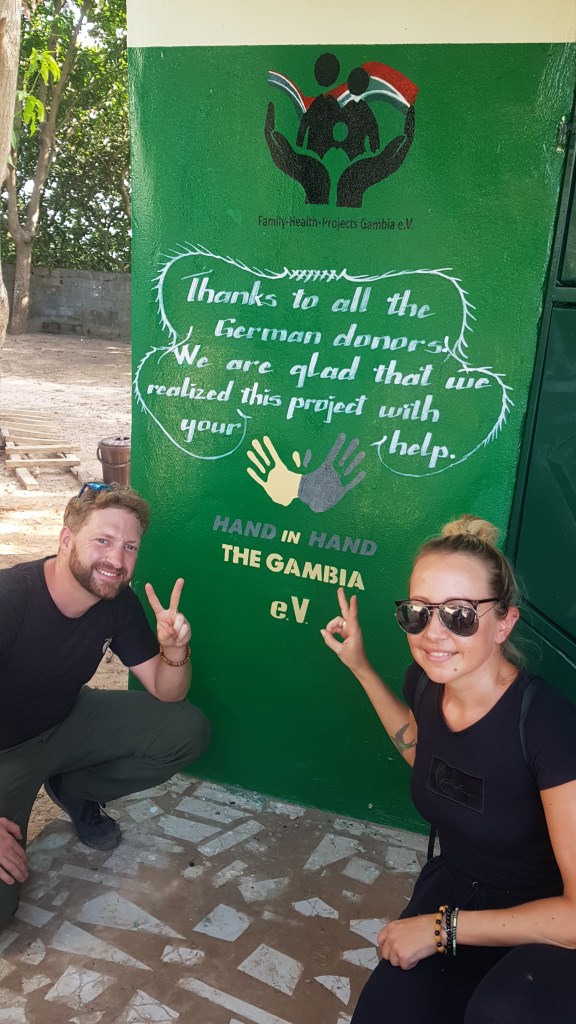 Family-Health-Projects Gambia e.V.
Thanks to all the
German donors.
We are glad that we
realized this project with
your help.
HAND IN HAND
THE GAMBIA
e.V.